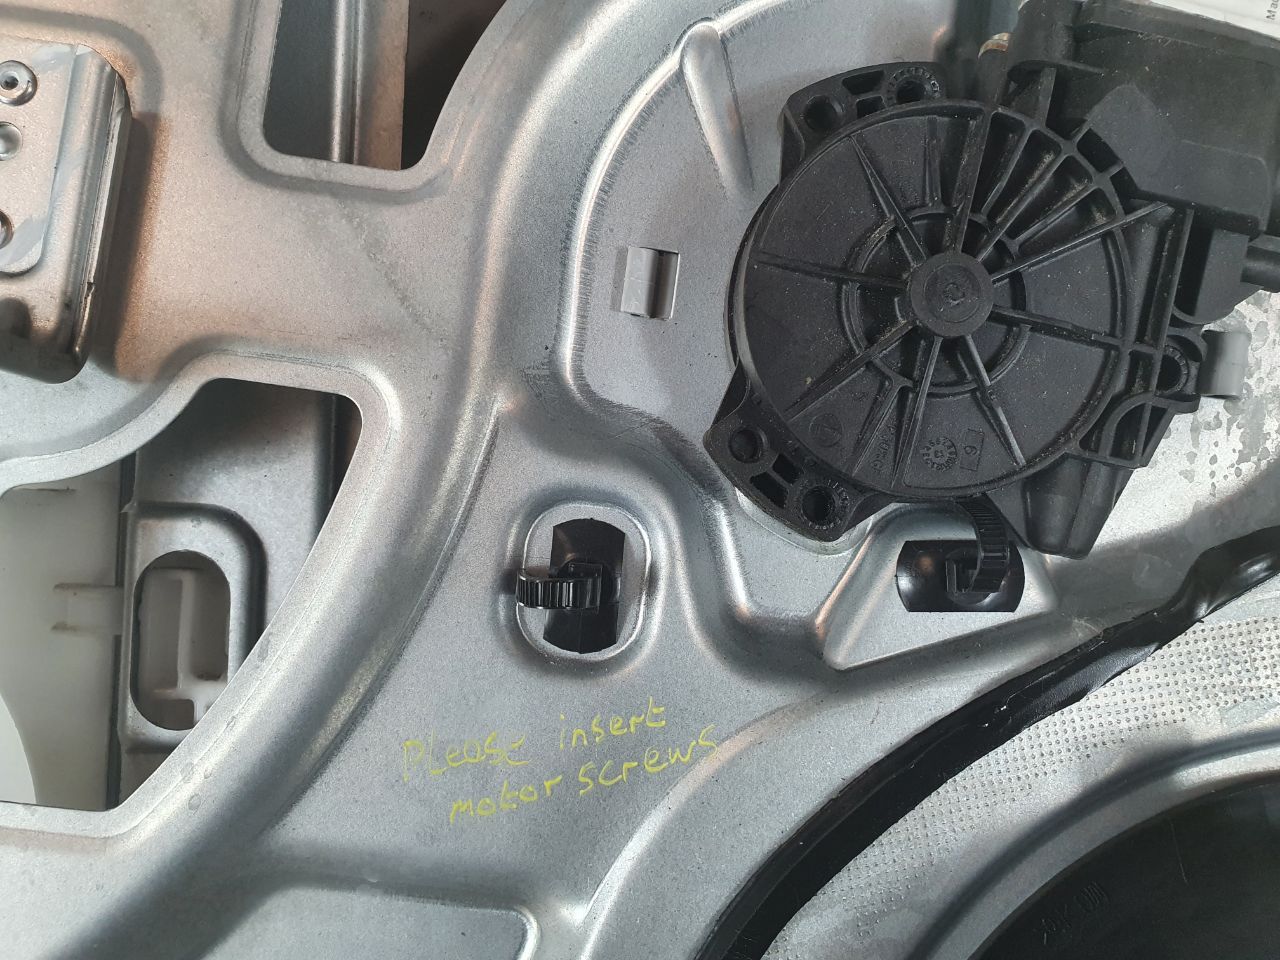 Please insert
motor screws